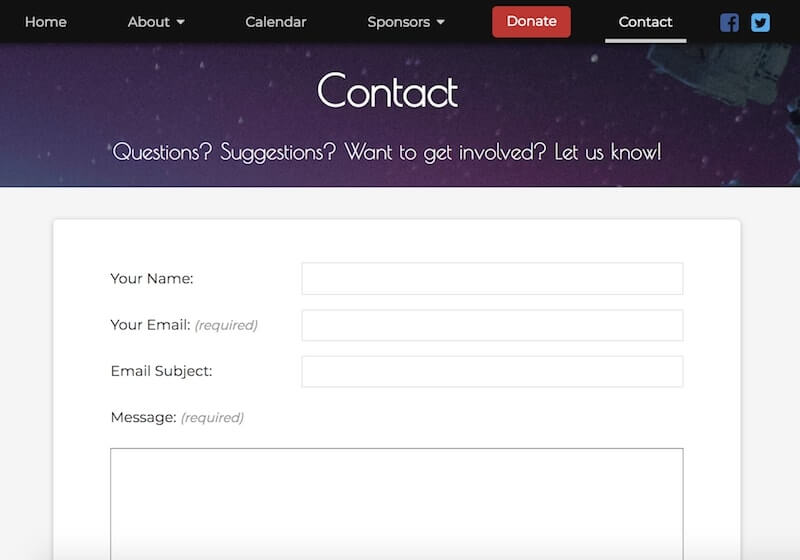 Home About Calendar Sponsors Donate Contact
Contact
Questions? Suggestions? Want to get involved? Let us know!
Your Name:
Your Email: (required)
Email Subject:
Message: (required)